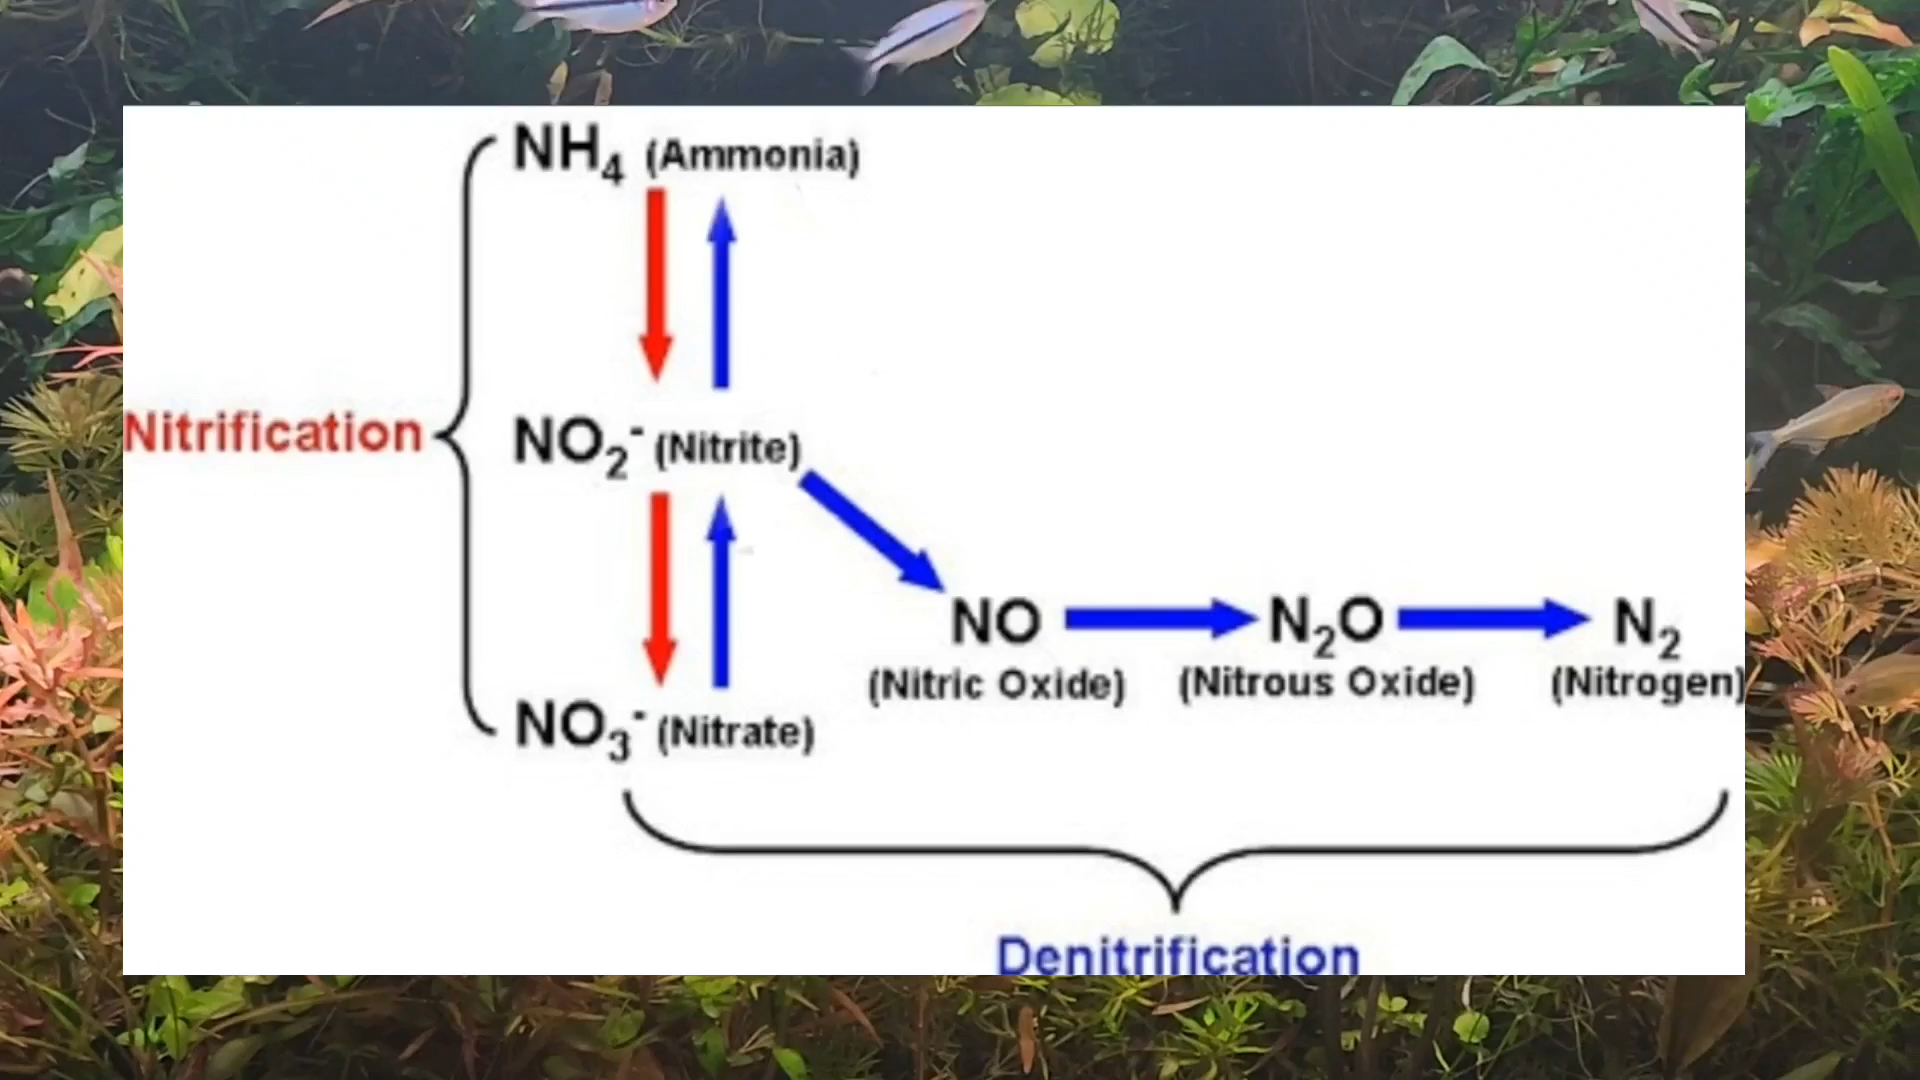 NH₄ (Ammonia)
Nitrification
NO₂⁻ (Nitrite)
NO N₂O N₂
(Nitric Oxide) (Nitrous Oxide) (Nitrogen)
NO₃⁻ (Nitrate)
Denitrification